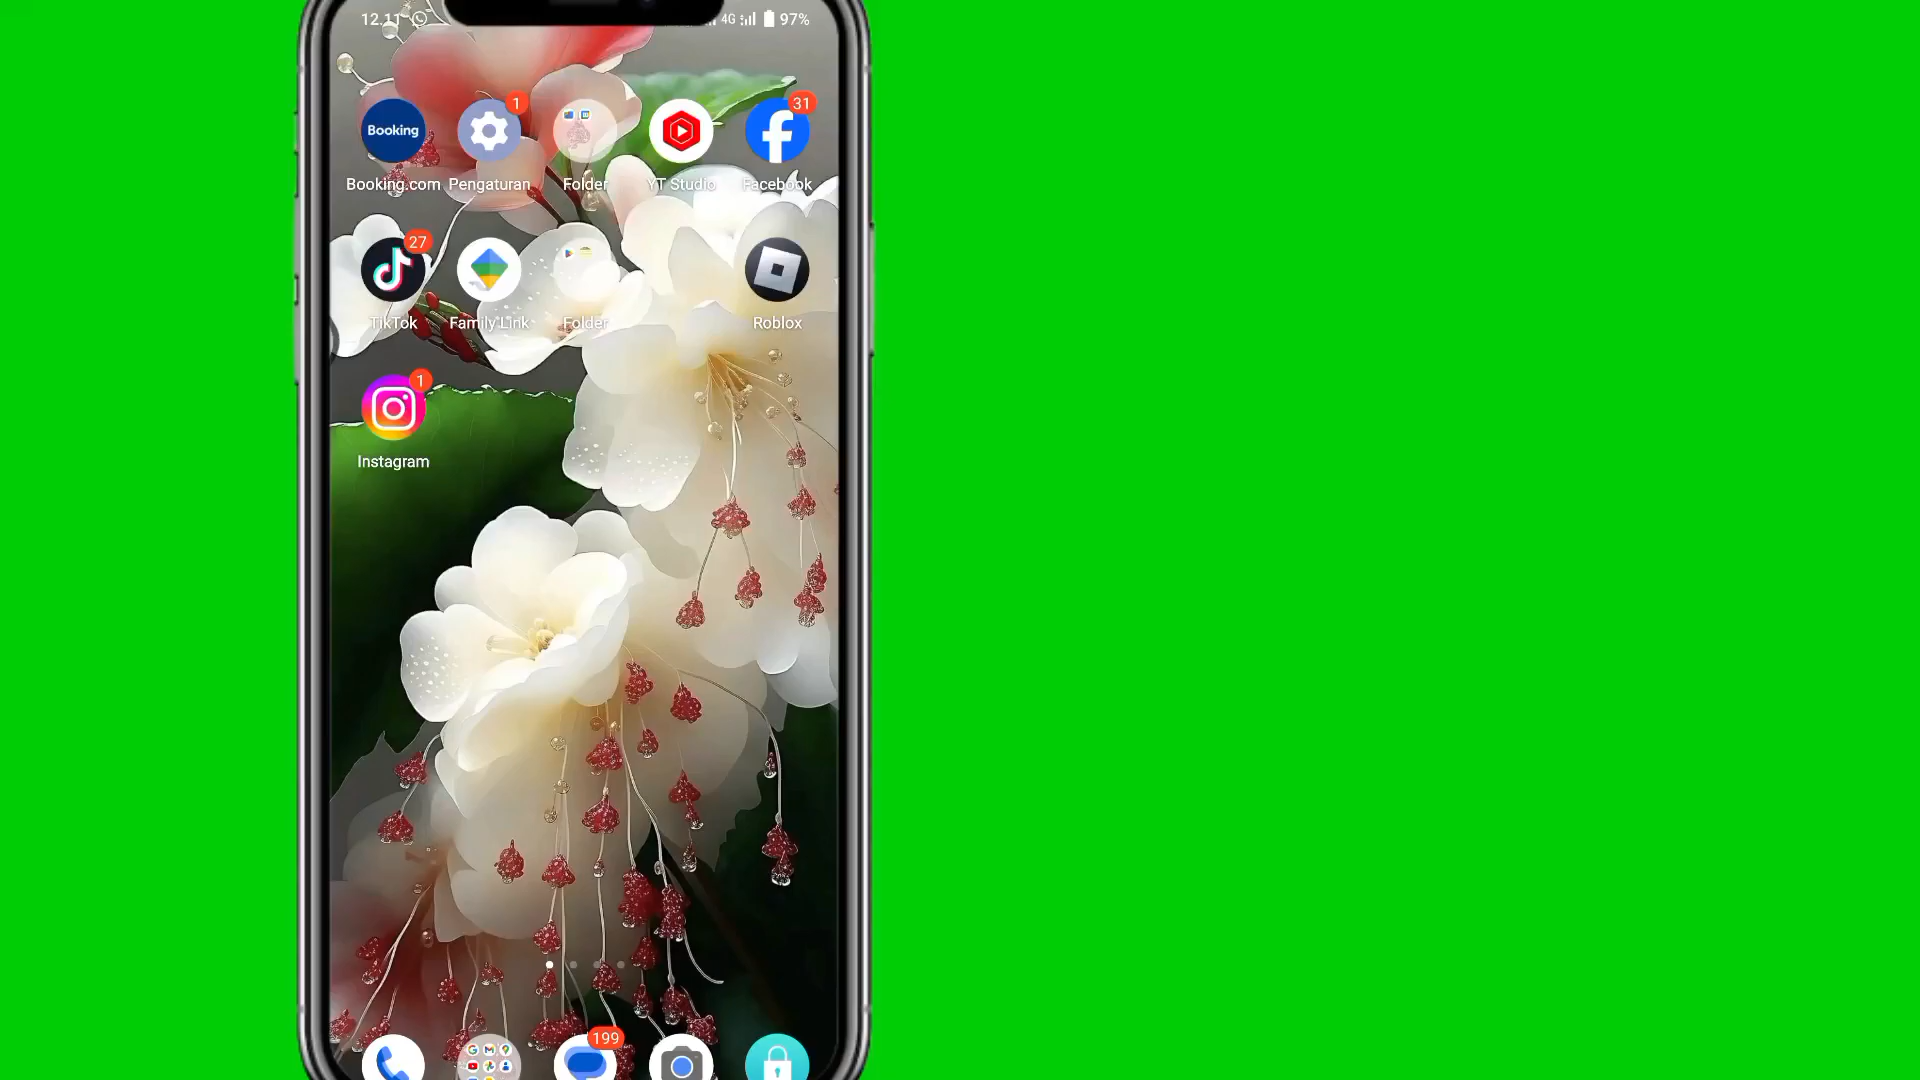 12.11 4G 97%
1 31
Booking
Booking.com Pengaturan Folder YT Studio Facebook
27
TikTok Family Link Folder Roblox
1
Instagram
199